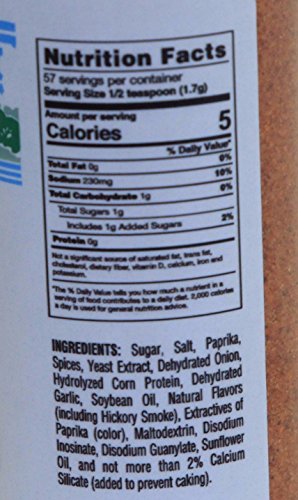 Nutrition Facts
57 servings per container
Serving Size 1/2 teaspoon (1.7g)
Amount per serving
Calories 5
% Daily Value*
Total Fat 0g 0%
Sodium 230mg 10%
Total Carbohydrate 1g 0%
Total Sugars 1g
Includes 1g Added Sugars 2%
Protein 0g
Not a significant source of saturated fat, trans fat,
cholesterol, dietary fiber, vitamin D, calcium, iron and
potassium.
*The % Daily Value tells you how much a nutrient in a
serving of food contributes to a daily diet. 2,000 calories
a day is used for general nutrition advice.
INGREDIENTS: Sugar, Salt, Paprika,
Spices, Yeast Extract, Dehydrated Onion,
Hydrolyzed Corn Protein, Dehydrated
Garlic, Soybean Oil, Natural Flavors
(including Hickory Smoke), Extractives of
Paprika (color), Maltodextrin, Disodium
Inosinate, Disodium Guanylate, Sunflower
Oil, and not more than 2% Calcium
Silicate (added to prevent caking).